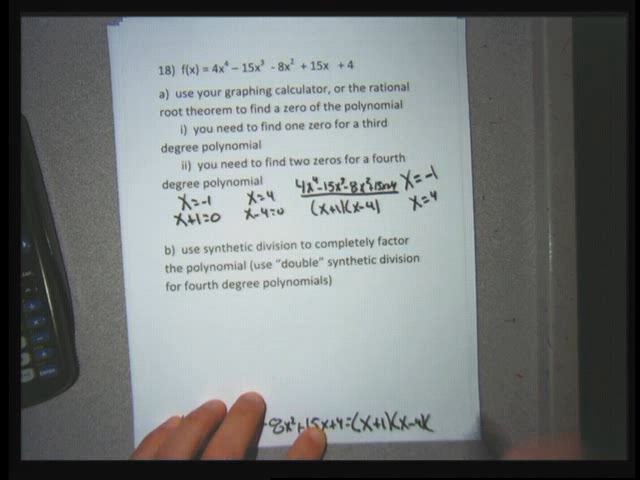 18) f(x) = 4x⁴ – 15x³ - 8x² + 15x + 4
a) use your graphing calculator, or the rational
root theorem to find a zero of the polynomial
i) you need to find one zero for a third
degree polynomial
ii) you need to find two zeros for a fourth
degree polynomial
x=-1 x=4 4x⁴-15x³-8x²+15x+4 x=-1
x+1=0 x-4=0 (x+1)(x-4) x=4
b) use synthetic division to completely factor
the polynomial (use "double" synthetic division
for fourth degree polynomials)
8x²+15x+4=(x+1)(x-4)(